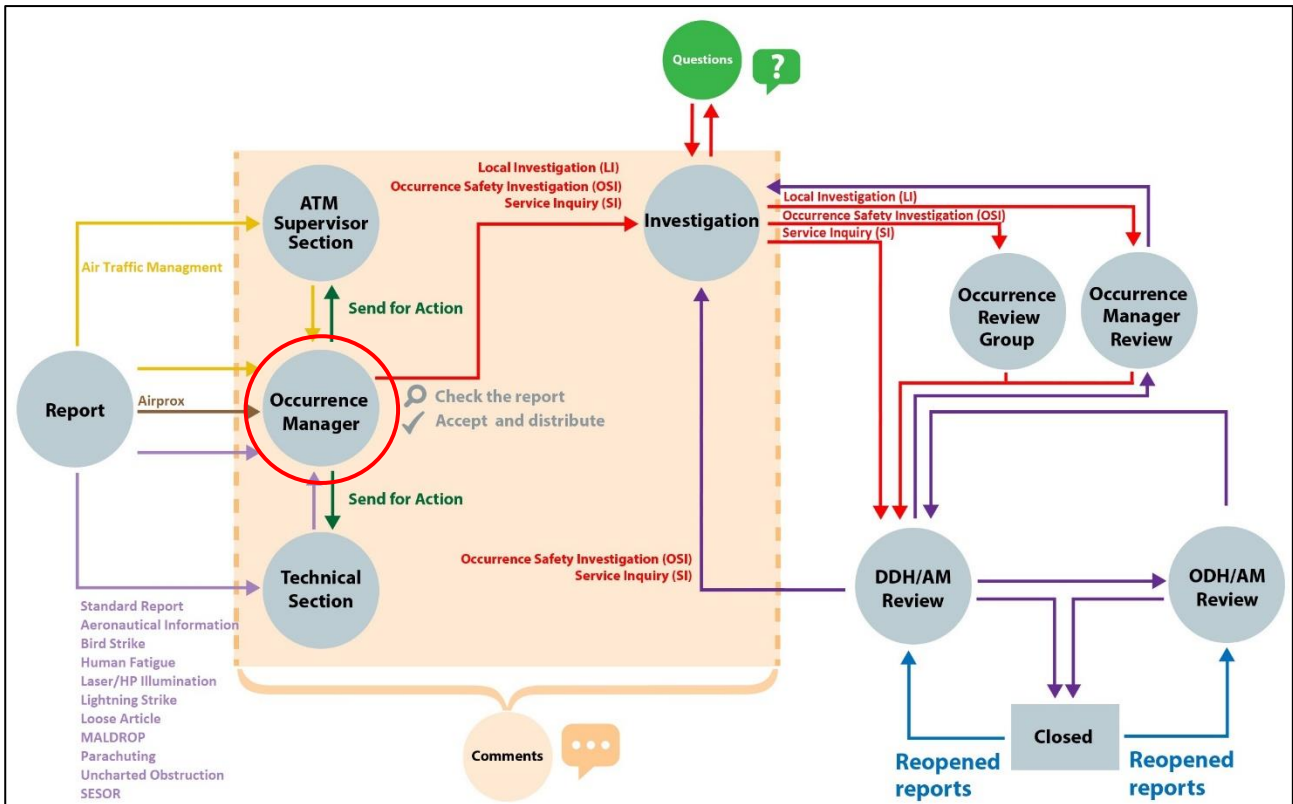 Questions
?
Local Investigation (LI)
Occurrence Safety Investigation (OSI)
Service Inquiry (SI)
ATM
Supervisor
Section
Investigation
Local Investigation (LI)
Occurrence Safety Investigation (OSI)
Service Inquiry (SI)
Air Traffic Managment
Send for Action
Occurrence
Review
Group
Occurrence
Manager
Review
Report
Airprox
Occurrence
Manager
Check the report
Accept and distribute
Send for Action
Technical
Section
Occurrence Safety Investigation (OSI)
Service Inquiry (SI)
DDH/AM
Review
ODH/AM
Review
Standard Report
Aeronautical Information
Bird Strike
Human Fatigue
Laser/HP Illumination
Lightning Strike
Loose Article
MALDROP
Parachuting
Uncharted Obstruction
SESOR
Comments
Closed
Reopened
reports
Reopened
reports